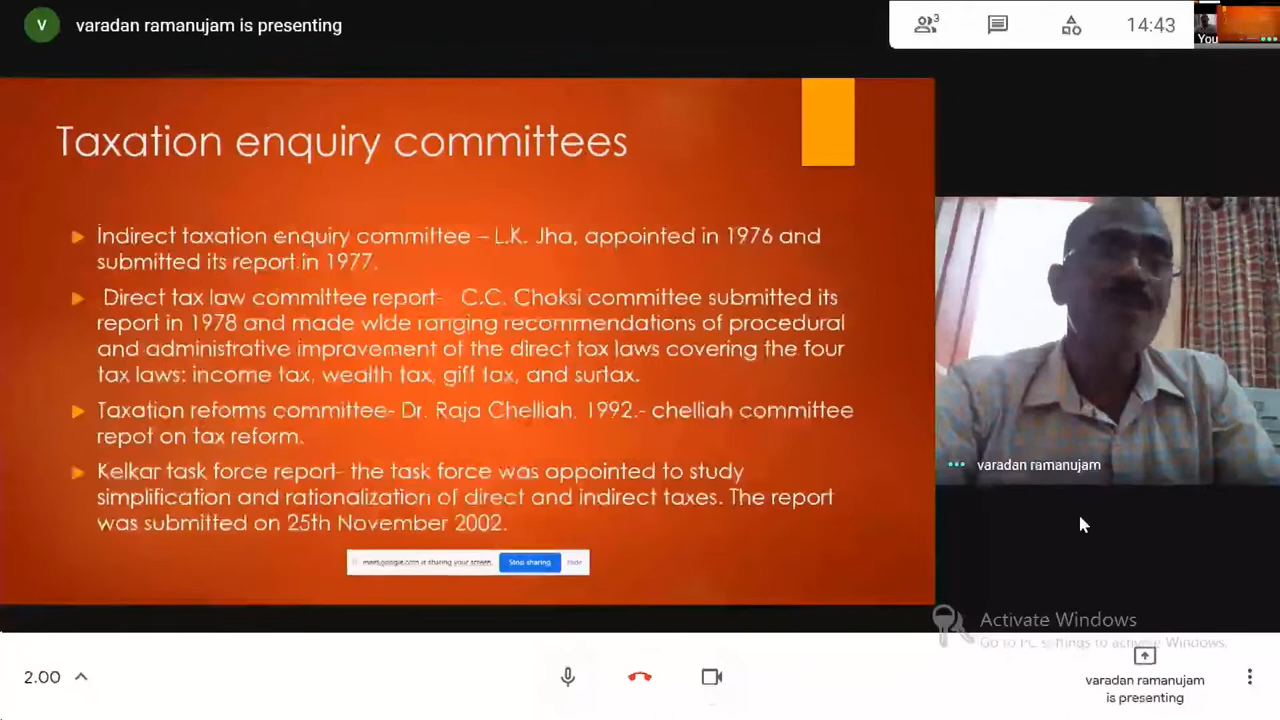 V
varadan ramanujam is presenting
3
14:43
You
Taxation enquiry committees
Indirect taxation enquiry committee – L.K. Jha, appointed in 1976 and
submitted its report in 1977.
Direct tax law committee report- C.C. Choksi committee submitted its
report in 1978 and made wide ranging recommendations of procedural
and administrative improvement of the direct tax laws covering the four
tax laws: income tax, wealth tax, gift tax, and surtax.
Taxation reforms committee- Dr. Raja Chelliah, 1992.- chelliah committee
repot on tax reform.
Kelkar task force report- the task force was appointed to study
simplification and rationalization of direct and indirect taxes. The report
was submitted on 25th November 2002.
meet.google.com is sharing your screen. Stop sharing Hide
varadan ramanujam
Activate Windows
Go to PC settings to activate Windows.
2.00
varadan ramanujam
is presenting